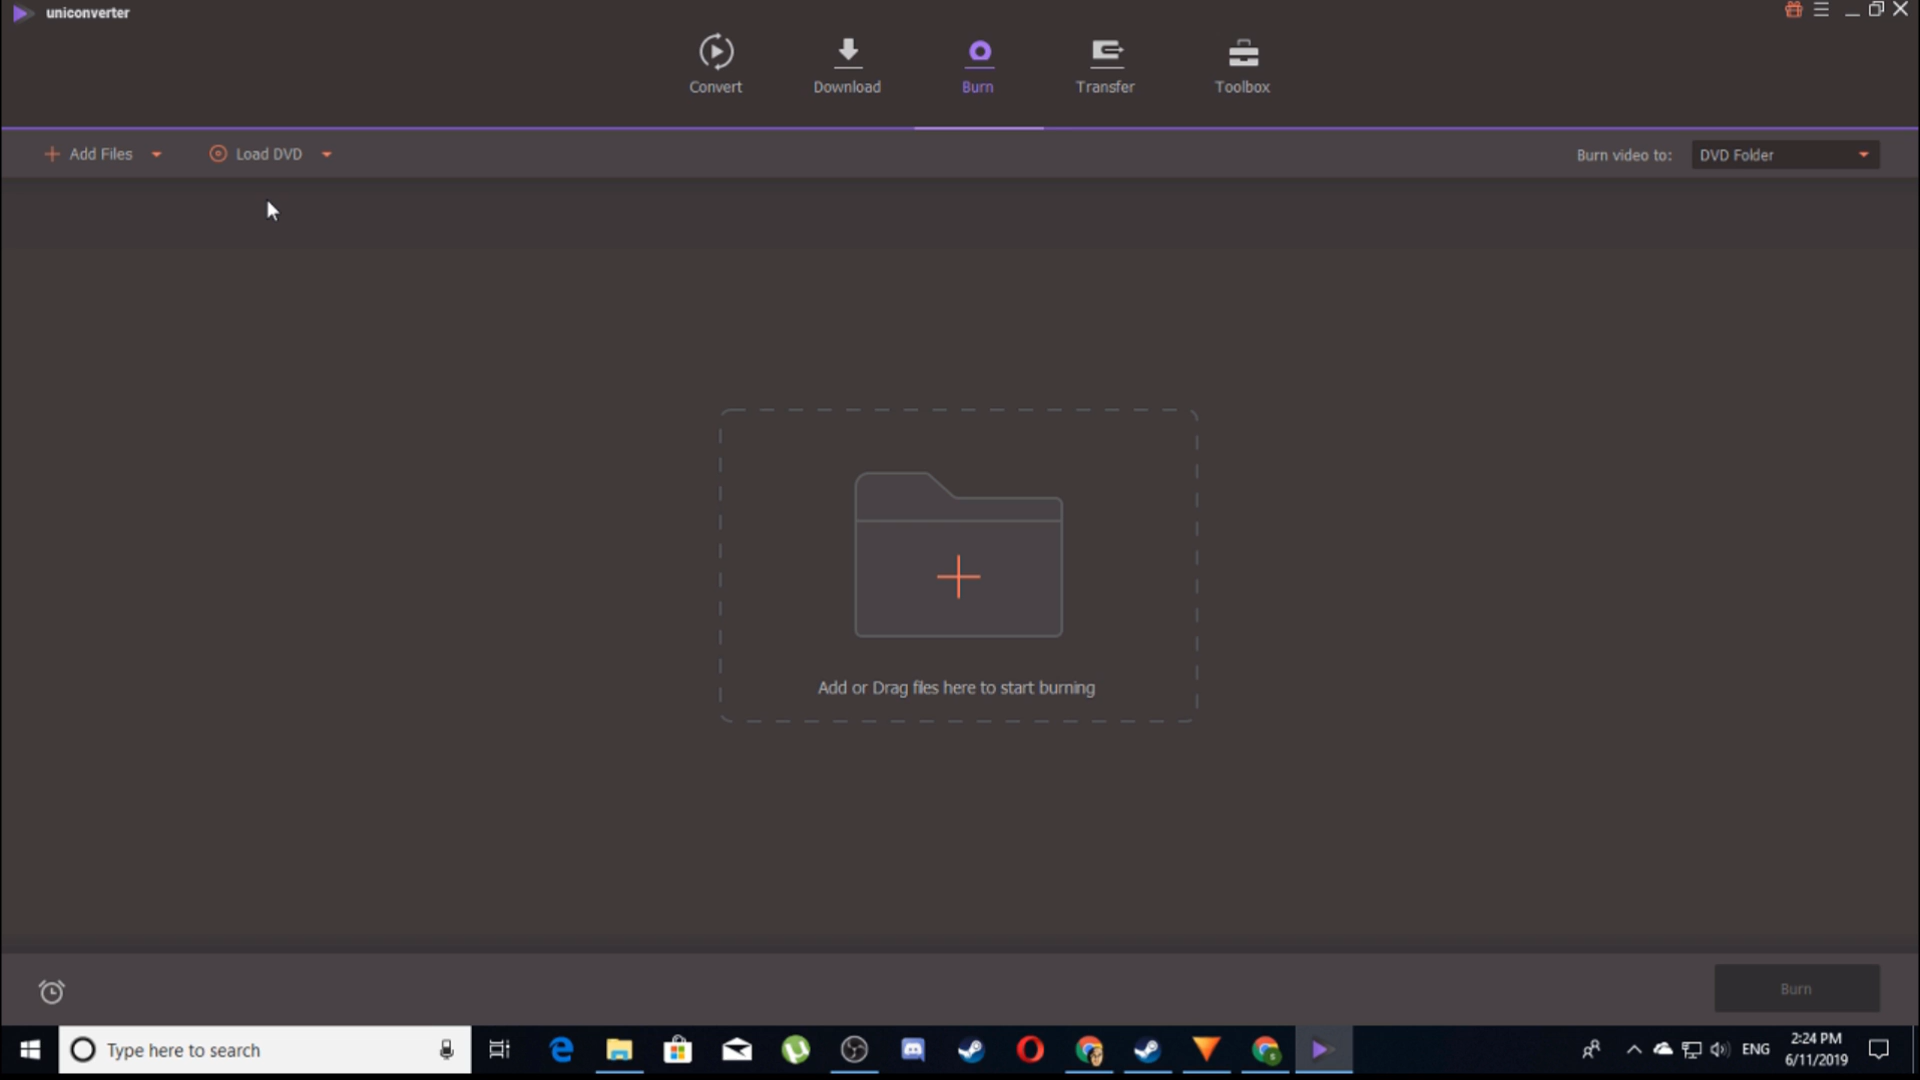 uniconverter
Convert
Download
Burn
Transfer
Toolbox
Add Files
Load DVD
Burn video to:
DVD Folder
Add or Drag files here to start burning
Burn
Type here to search
ENG
2:24 PM
6/11/2019